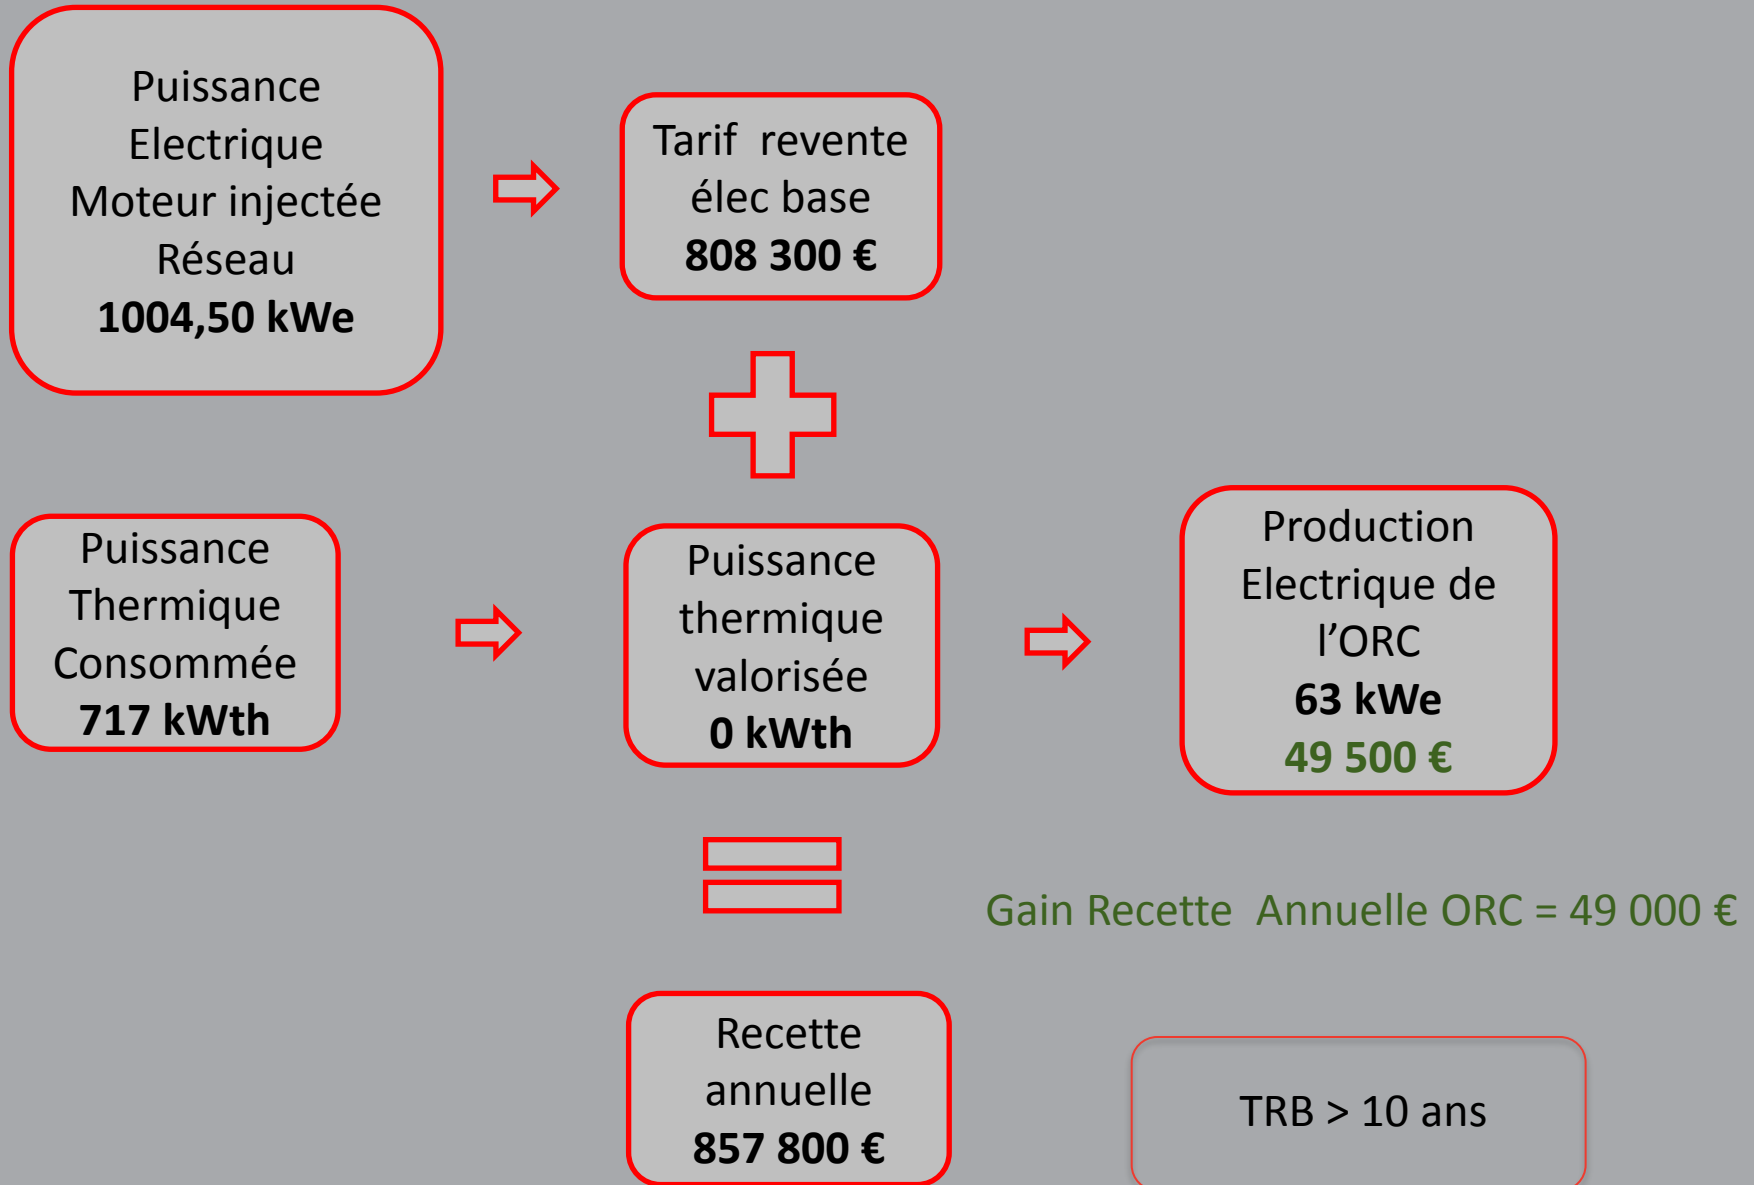 Puissance
Electrique
Moteur injectée
Réseau
1004,50 kWe
Tarif revente
élec base
808 300 €
Puissance
Thermique
Consommée
717 kWth
Puissance
thermique
valorisée
0 kWth
Production
Electrique de
l’ORC
63 kWe
49 500 €
Gain Recette Annuelle ORC = 49 000 €
Recette
annuelle
857 800 €
TRB > 10 ans